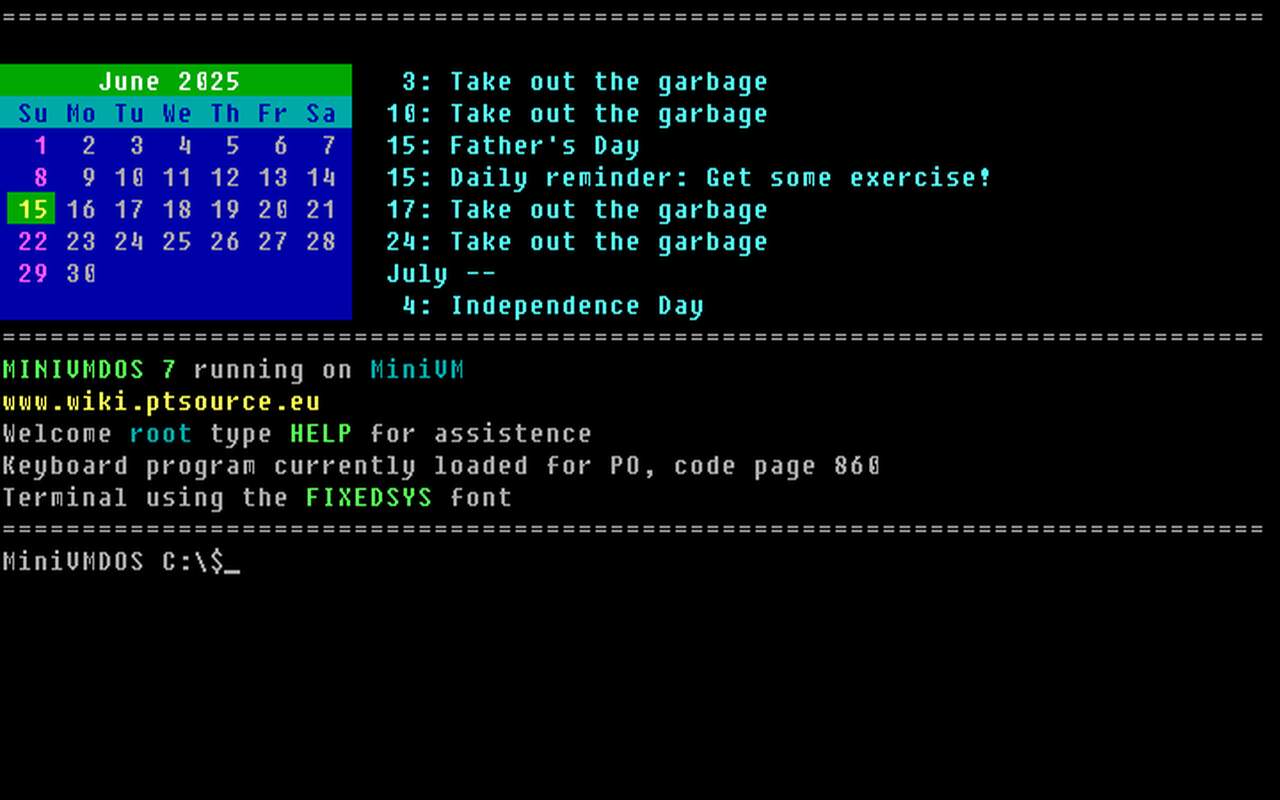 ===============================================================================
June 2025  3: Take out the garbage
Su Mo Tu We Th Fr Sa  10: Take out the garbage
1 2 3 4 5 6 7  15: Father's Day
8 9 10 11 12 13 14  15: Daily reminder: Get some exercise!
15 16 17 18 19 20 21  17: Take out the garbage
22 23 24 25 26 27 28  24: Take out the garbage
29 30  July --
4: Independence Day
===============================================================================
MINIVMDOS 7 running on MiniVM
www.wiki.ptsource.eu
Welcome root type HELP for assistence
Keyboard program currently loaded for PO, code page 860
Terminal using the FIXEDSYS font
===============================================================================
MiniVMDOS C:\$_